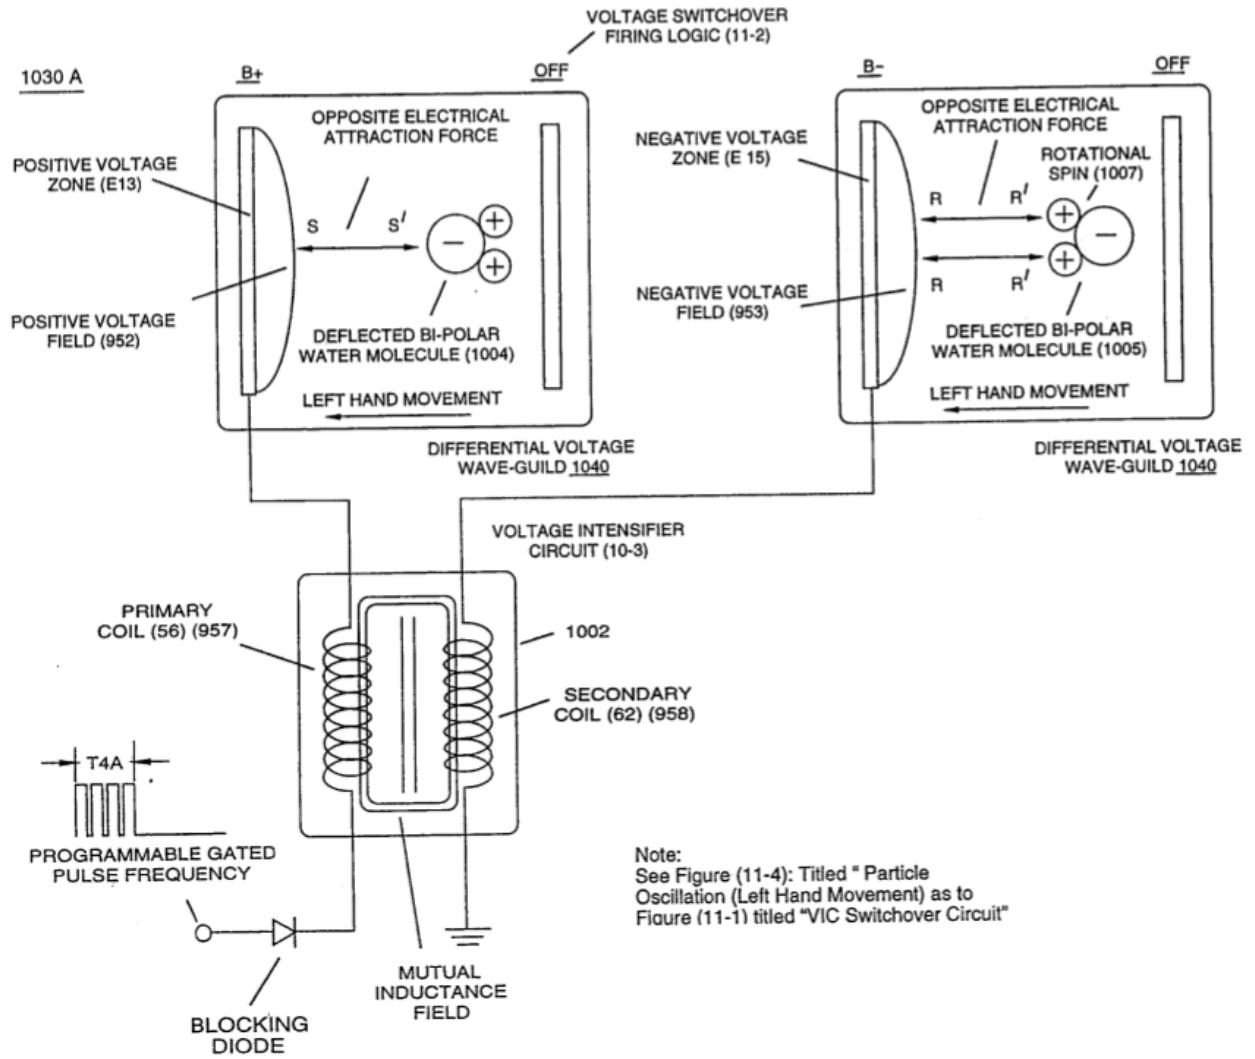 VOLTAGE SWITCHOVER
FIRING LOGIC (11-2)
1030 A
B+
OFF
B-
OFF
OPPOSITE ELECTRICAL
ATTRACTION FORCE
POSITIVE VOLTAGE
ZONE (E13)
S
S'
−
+
+
POSITIVE VOLTAGE
FIELD (952)
DEFLECTED BI-POLAR
WATER MOLECULE (1004)
LEFT HAND MOVEMENT
DIFFERENTIAL VOLTAGE
WAVE-GUILD 1040
OPPOSITE ELECTRICAL
ATTRACTION FORCE
NEGATIVE VOLTAGE
ZONE (E 15)
ROTATIONAL
SPIN (1007)
R
R'
+
−
+
R
R'
NEGATIVE VOLTAGE
FIELD (953)
DEFLECTED BI-POLAR
WATER MOLECULE (1005)
LEFT HAND MOVEMENT
DIFFERENTIAL VOLTAGE
WAVE-GUILD 1040
VOLTAGE INTENSIFIER
CIRCUIT (10-3)
PRIMARY
COIL (56) (957)
1002
SECONDARY
COIL (62) (958)
T4A
PROGRAMMABLE GATED
PULSE FREQUENCY
BLOCKING
DIODE
MUTUAL
INDUCTANCE
FIELD
Note:
See Figure (11-4): Titled " Particle
Oscillation (Left Hand Movement) as to
Figure (11-1) titled "VIC Switchover Circuit"